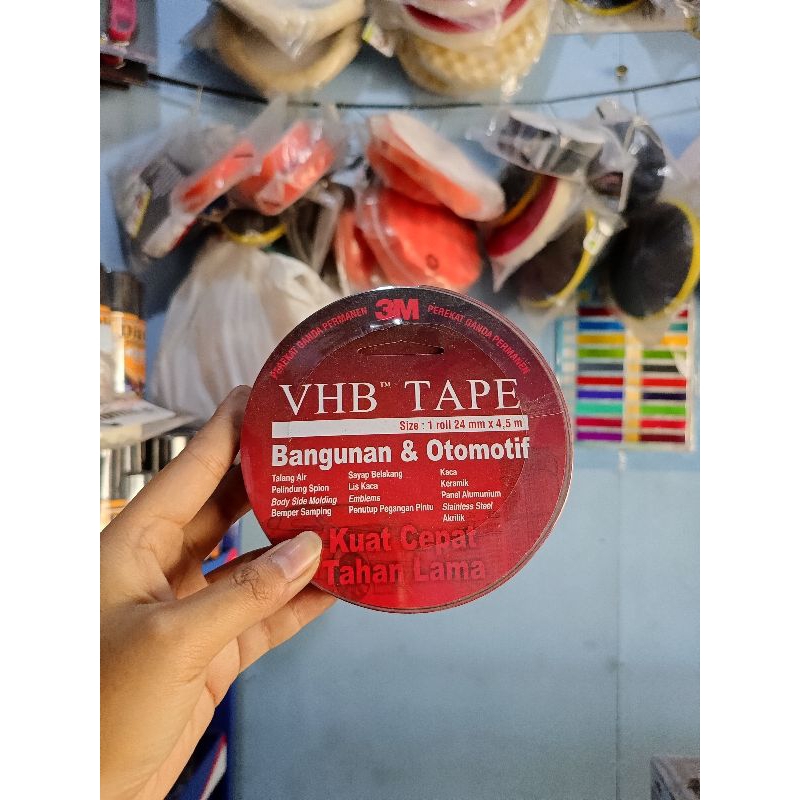 3M
PEREKAT GANDA PERMANEN
PEREKAT GANDA PERMANEN
VHB™ TAPE
Size : 1 roll 24 mm x 4,5 m
Bangunan & Otomotif
Talang Air
Pelindung Spion
Body Side Molding
Bemper Samping
Sayap Belakang
Lis Kaca
Emblems
Penutup Pegangan Pintu
Kaca
Keramik
Panel Alumunium
Stainless Steel
Akrilik
Kuat Cepat
Tahan Lama